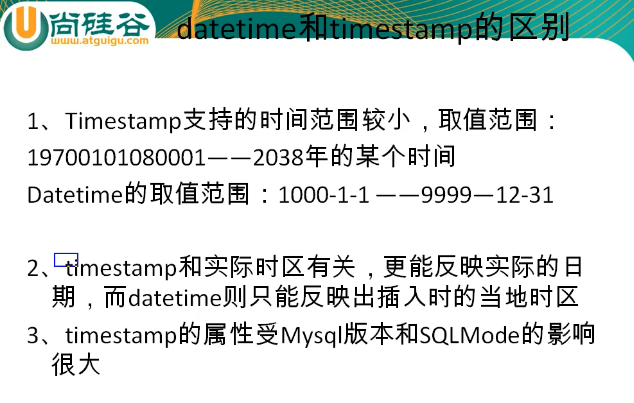 尚硅谷
www.atguigu.com
datetime和timestamp的区别
1、Timestamp支持的时间范围较小，取值范围：
19700101080001——2038年的某个时间
Datetime的取值范围：1000-1-1 ——9999—12-31
2、timestamp和实际时区有关，更能反映实际的日
期，而datetime则只能反映出插入时的当地时区
3、timestamp的属性受Mysql版本和SQLMode的影响
很大